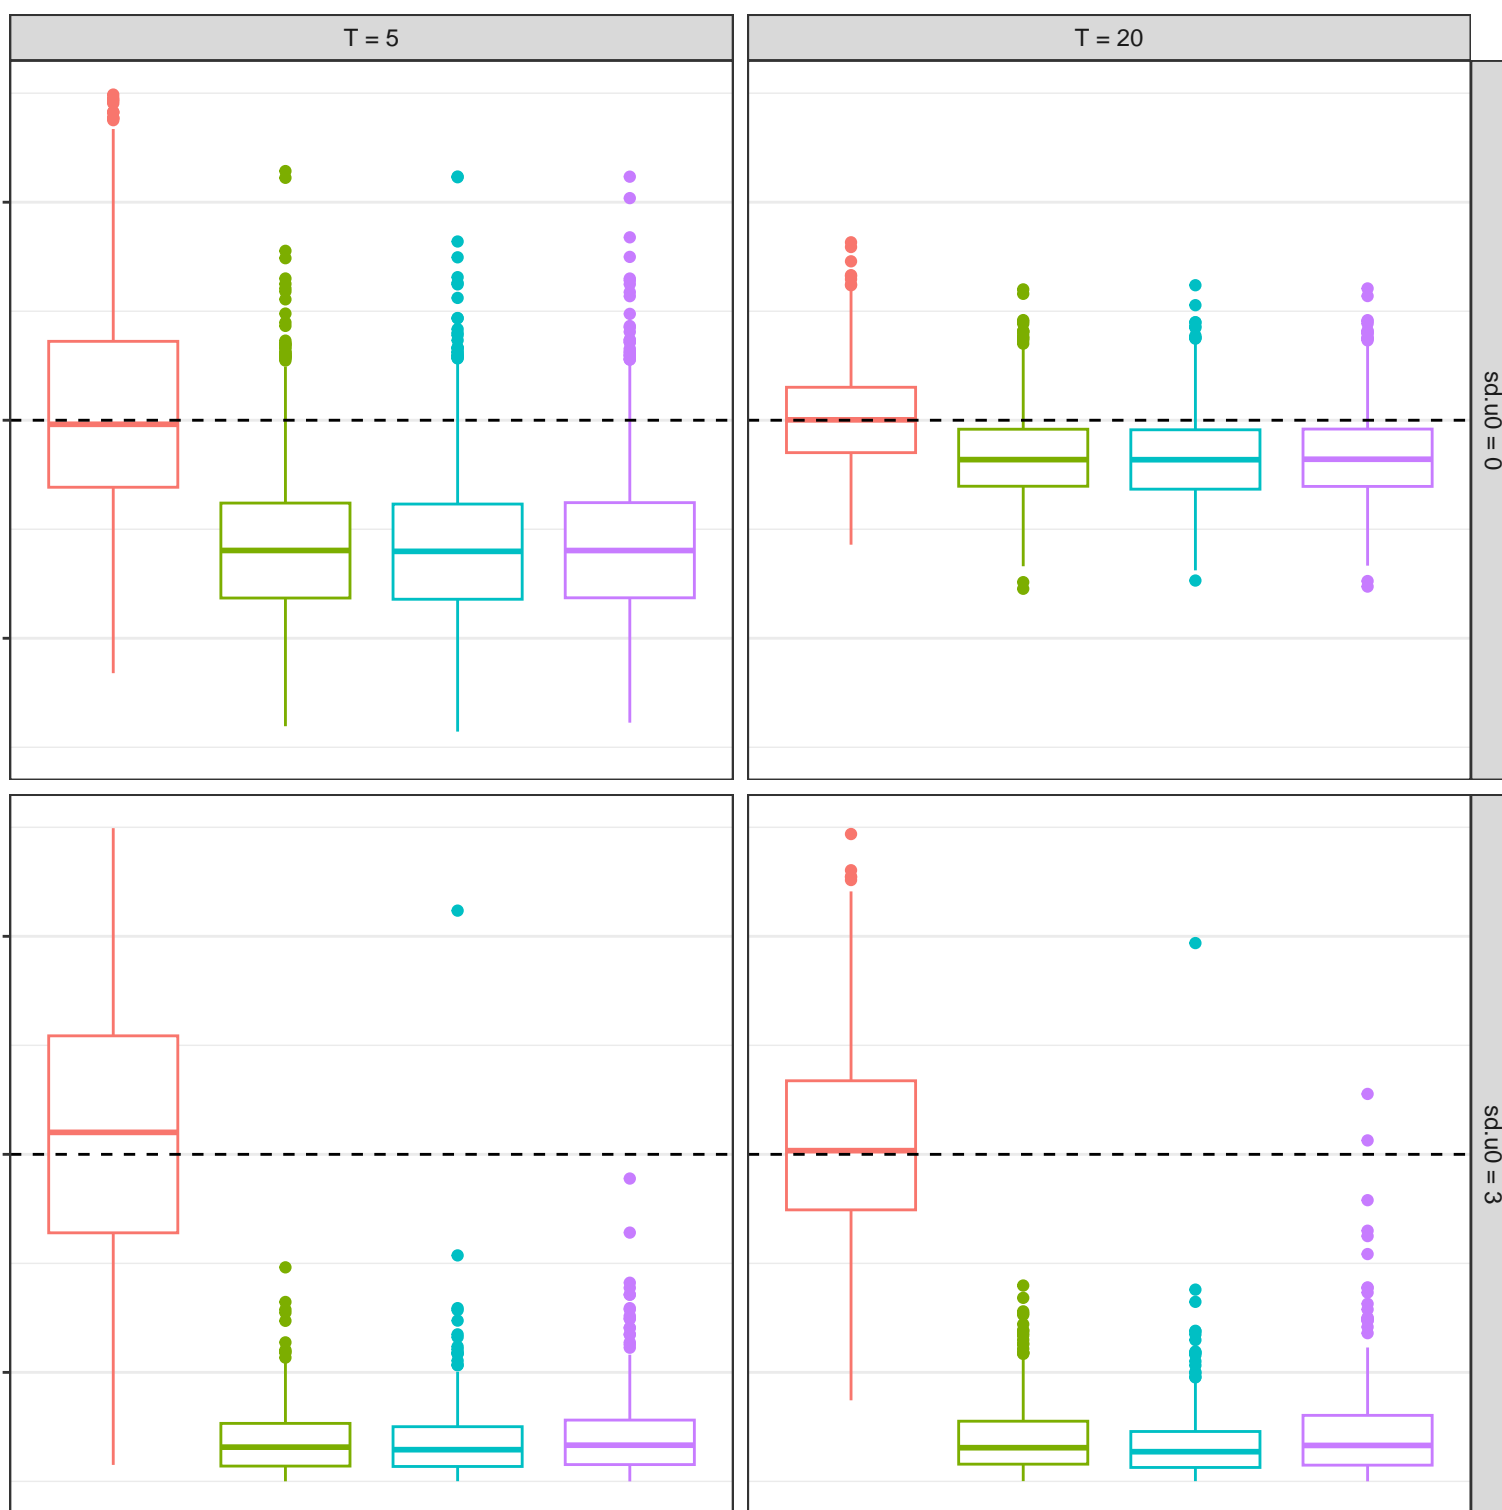 T = 5
T = 20
sd.u0 = 0
sd.u0 = 3